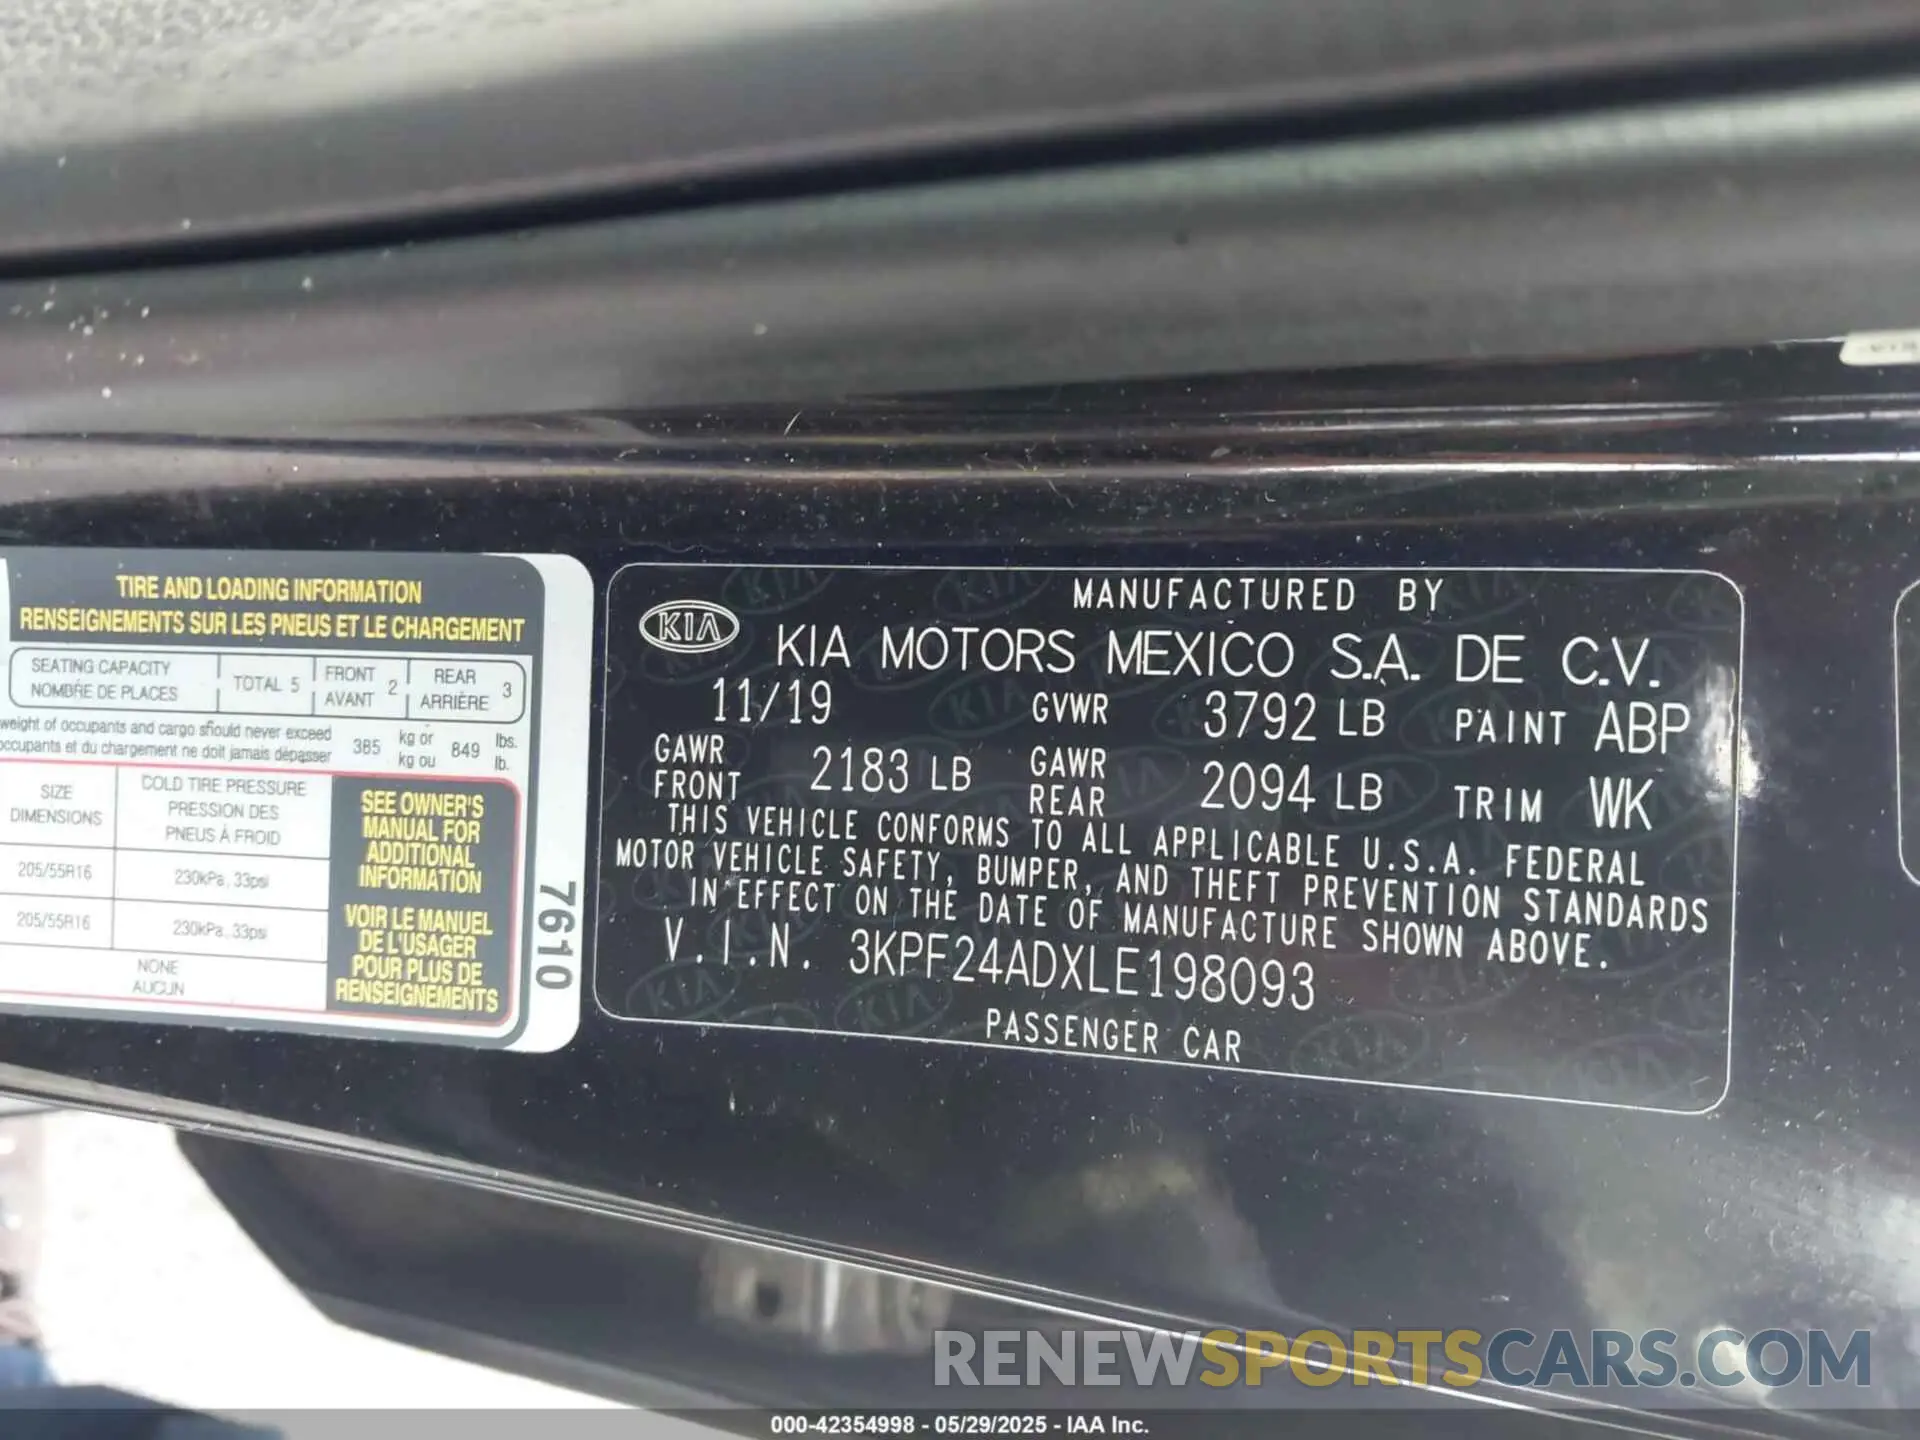 TIRE AND LOADING INFORMATION
RENSEIGNEMENTS SUR LES PNEUS ET LE CHARGEMENT
SEATING CAPACITY
NOMBRE DE PLACES
TOTAL 5
FRONT
AVANT
2
REAR
ARRIÈRE
3
weight of occupants and cargo should never exceed
occupants et du chargement ne doit jamais dépasser
385
kg or
kg ou
849
lbs.
lb.
SIZE
DIMENSIONS
COLD TIRE PRESSURE
PRESSION DES
PNEUS À FROID
205/55R16
230kPa, 33psi
205/55R16
230kPa, 33psi
NONE
AUCUN
SEE OWNER'S
MANUAL FOR
ADDITIONAL
INFORMATION
VOIR LE MANUEL
DE L'USAGER
POUR PLUS DE
RENSEIGNEMENTS
7610
KIA
MANUFACTURED BY
KIA MOTORS MEXICO S.A. DE C.V.
11/19 GVWR 3792 LB PAINT ABP
GAWR
FRONT
2183 LB
GAWR
REAR
2094 LB
TRIM WK
THIS VEHICLE CONFORMS TO ALL APPLICABLE U.S.A. FEDERAL
MOTOR VEHICLE SAFETY, BUMPER, AND THEFT PREVENTION STANDARDS
IN EFFECT ON THE DATE OF MANUFACTURE SHOWN ABOVE.
V.I.N. 3KPF24ADXLE198093
PASSENGER CAR
RENEWSPORTSCARS.COM
000-42354998 - 05/29/2025 - IAA Inc.